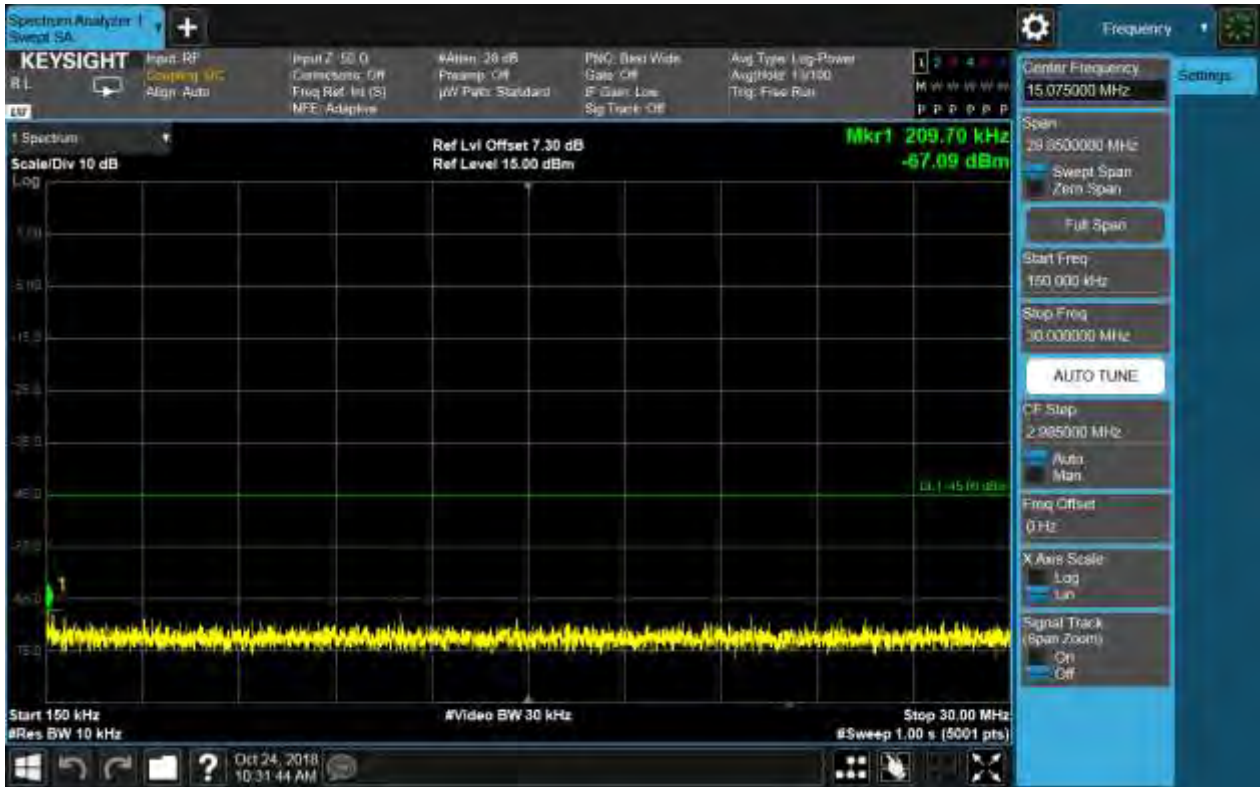 Spectrum Analyzer 1
Swept SA
+
Frequency
KEYSIGHT
Input: RF
Coupling: DC
Align: Auto
Input Z: 50 Ω
Corrections: Off
Freq Ref: Int (S)
NFE: Adaptive
#Atten: 28 dB
Preamp: Off
µW Path: Standard
PNO: Best Wide
Gate: Off
IF Gain: Low
Sig Track: Off
Avg Type: Log-Power
Trig: Free Run
M W W W W W
P P P P P P
1 Spectrum
Scale/Div 10 dB
Log
Ref Lvl Offset 7.30 dB
Ref Level 15.00 dBm
Mkr1 209.70 kHz
-67.09 dBm
-15.0
1
-75.0
Start 150 kHz
#Res BW 10 kHz
#Video BW 30 kHz
Stop 30.00 MHz
#Sweep 1.00 s (5001 pts)
?
Oct 24, 2018
10:31:44 AM
Center Frequency
15.075000 MHz
Settings
Span
29.8500000 MHz
Swept Span
Zero Span
Full Span
Start Freq
150.000 kHz
Stop Freq
30.000000 MHz
AUTO TUNE
CF Step
2.985000 MHz
Auto
Man
Freq Offset
0 Hz
X Axis Scale
Log
Lin
Signal Track
(Span Zoom)
On
Off